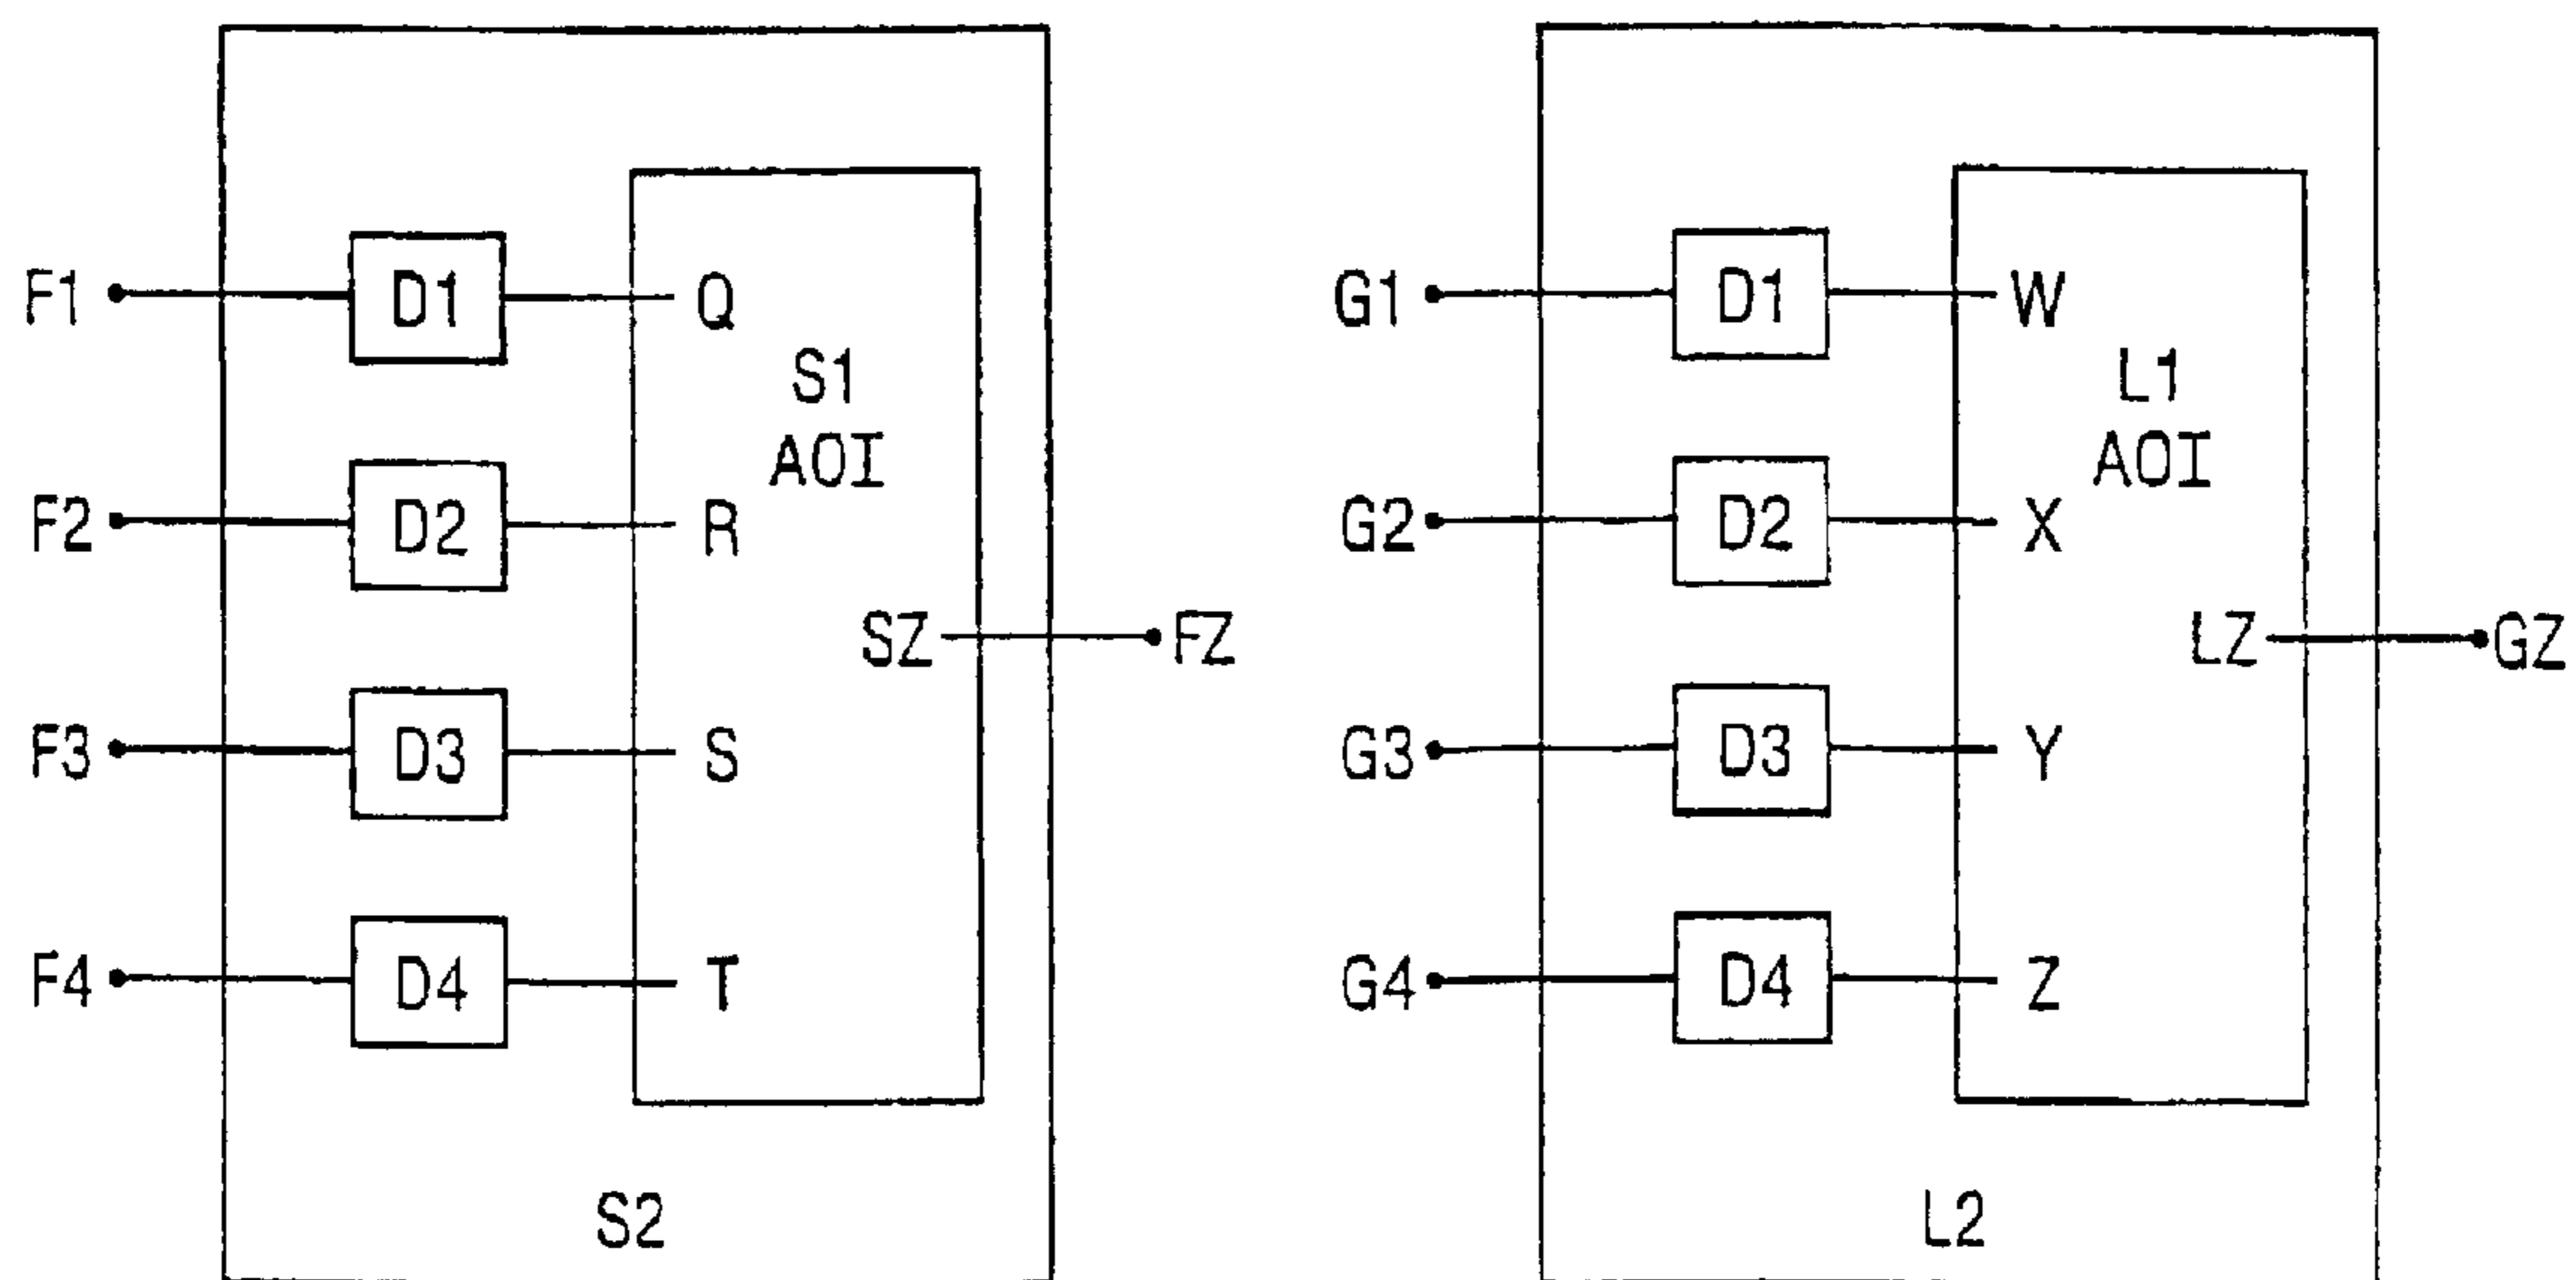 F1 D1 Q
S1
AOI
F2 D2 R
SZ FZ
F3 D3 S
F4 D4 T
S2
G1 D1 W
L1
AOI
G2 D2 X
LZ GZ
G3 D3 Y
G4 D4 Z
L2